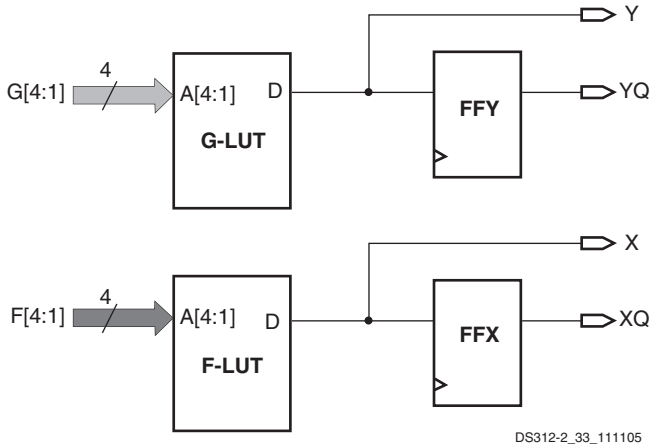 Y
4
G[4:1]
A[4:1]
D
YQ
FFY
G-LUT
X
4
F[4:1]
A[4:1]
D
XQ
FFX
F-LUT
DS312-2_33_111105